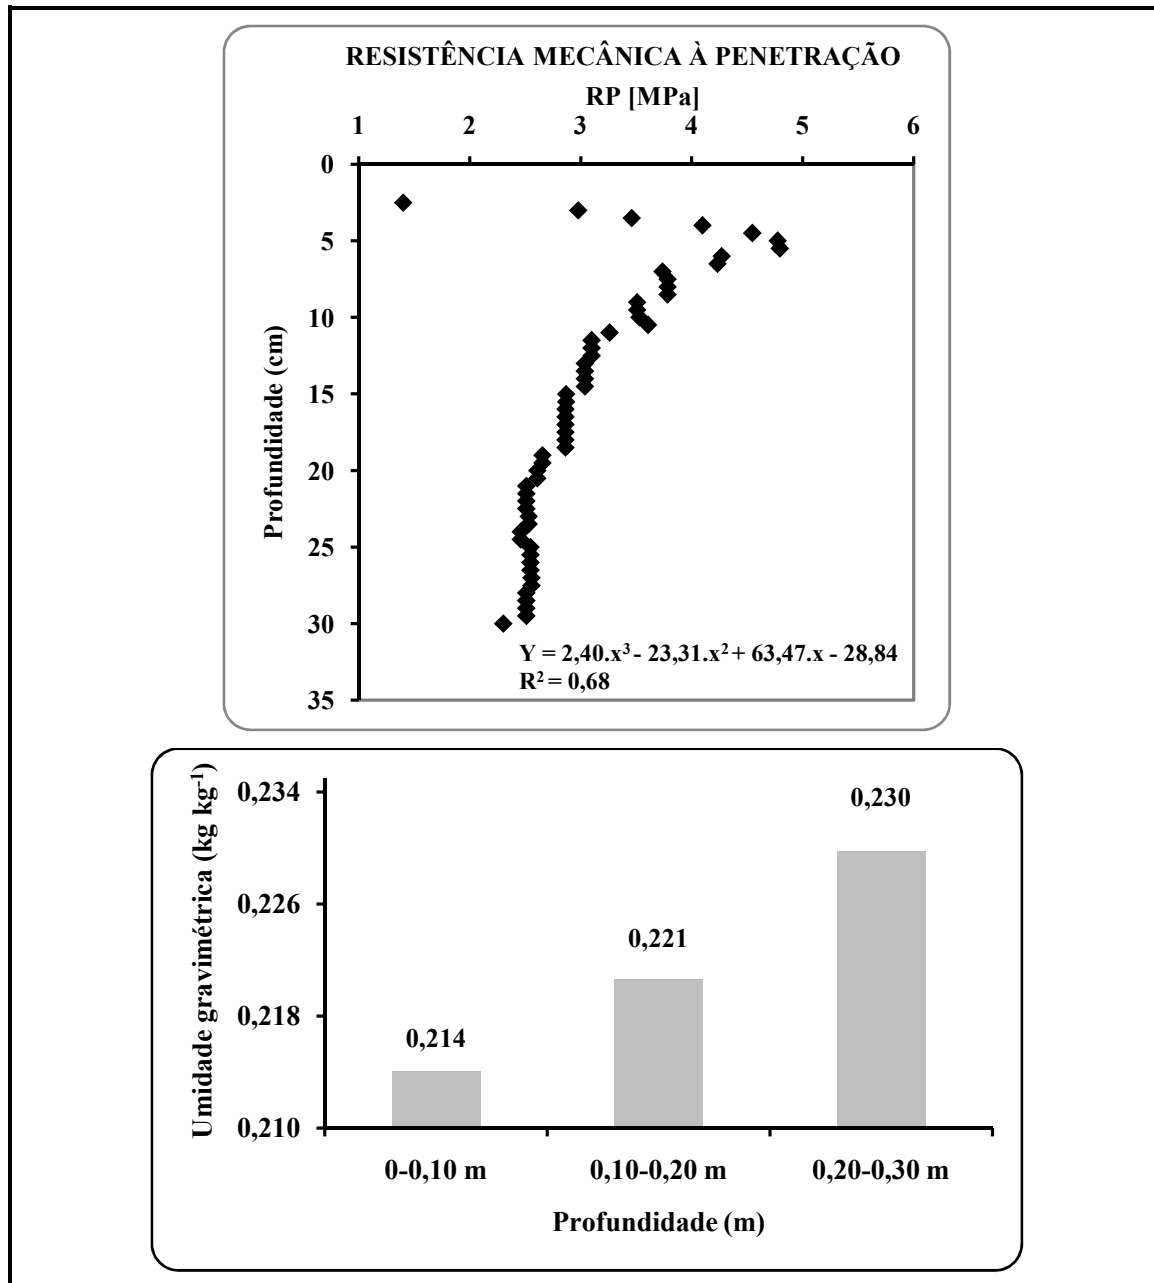 RESISTÊNCIA MECÂNICA À PENETRAÇÃO
RP [MPa]
1 2 3 4 5 6
0
5
10
15
20
25
30
35
Profundidade (cm)
Y = 2,40.x³ - 23,31.x² + 63,47.x - 28,84
R² = 0,68
Umidade gravimétrica (kg kg⁻¹)
0,234
0,226
0,218
0,210
0,214
0,221
0,230
0-0,10 m 0,10-0,20 m 0,20-0,30 m
Profundidade (m)